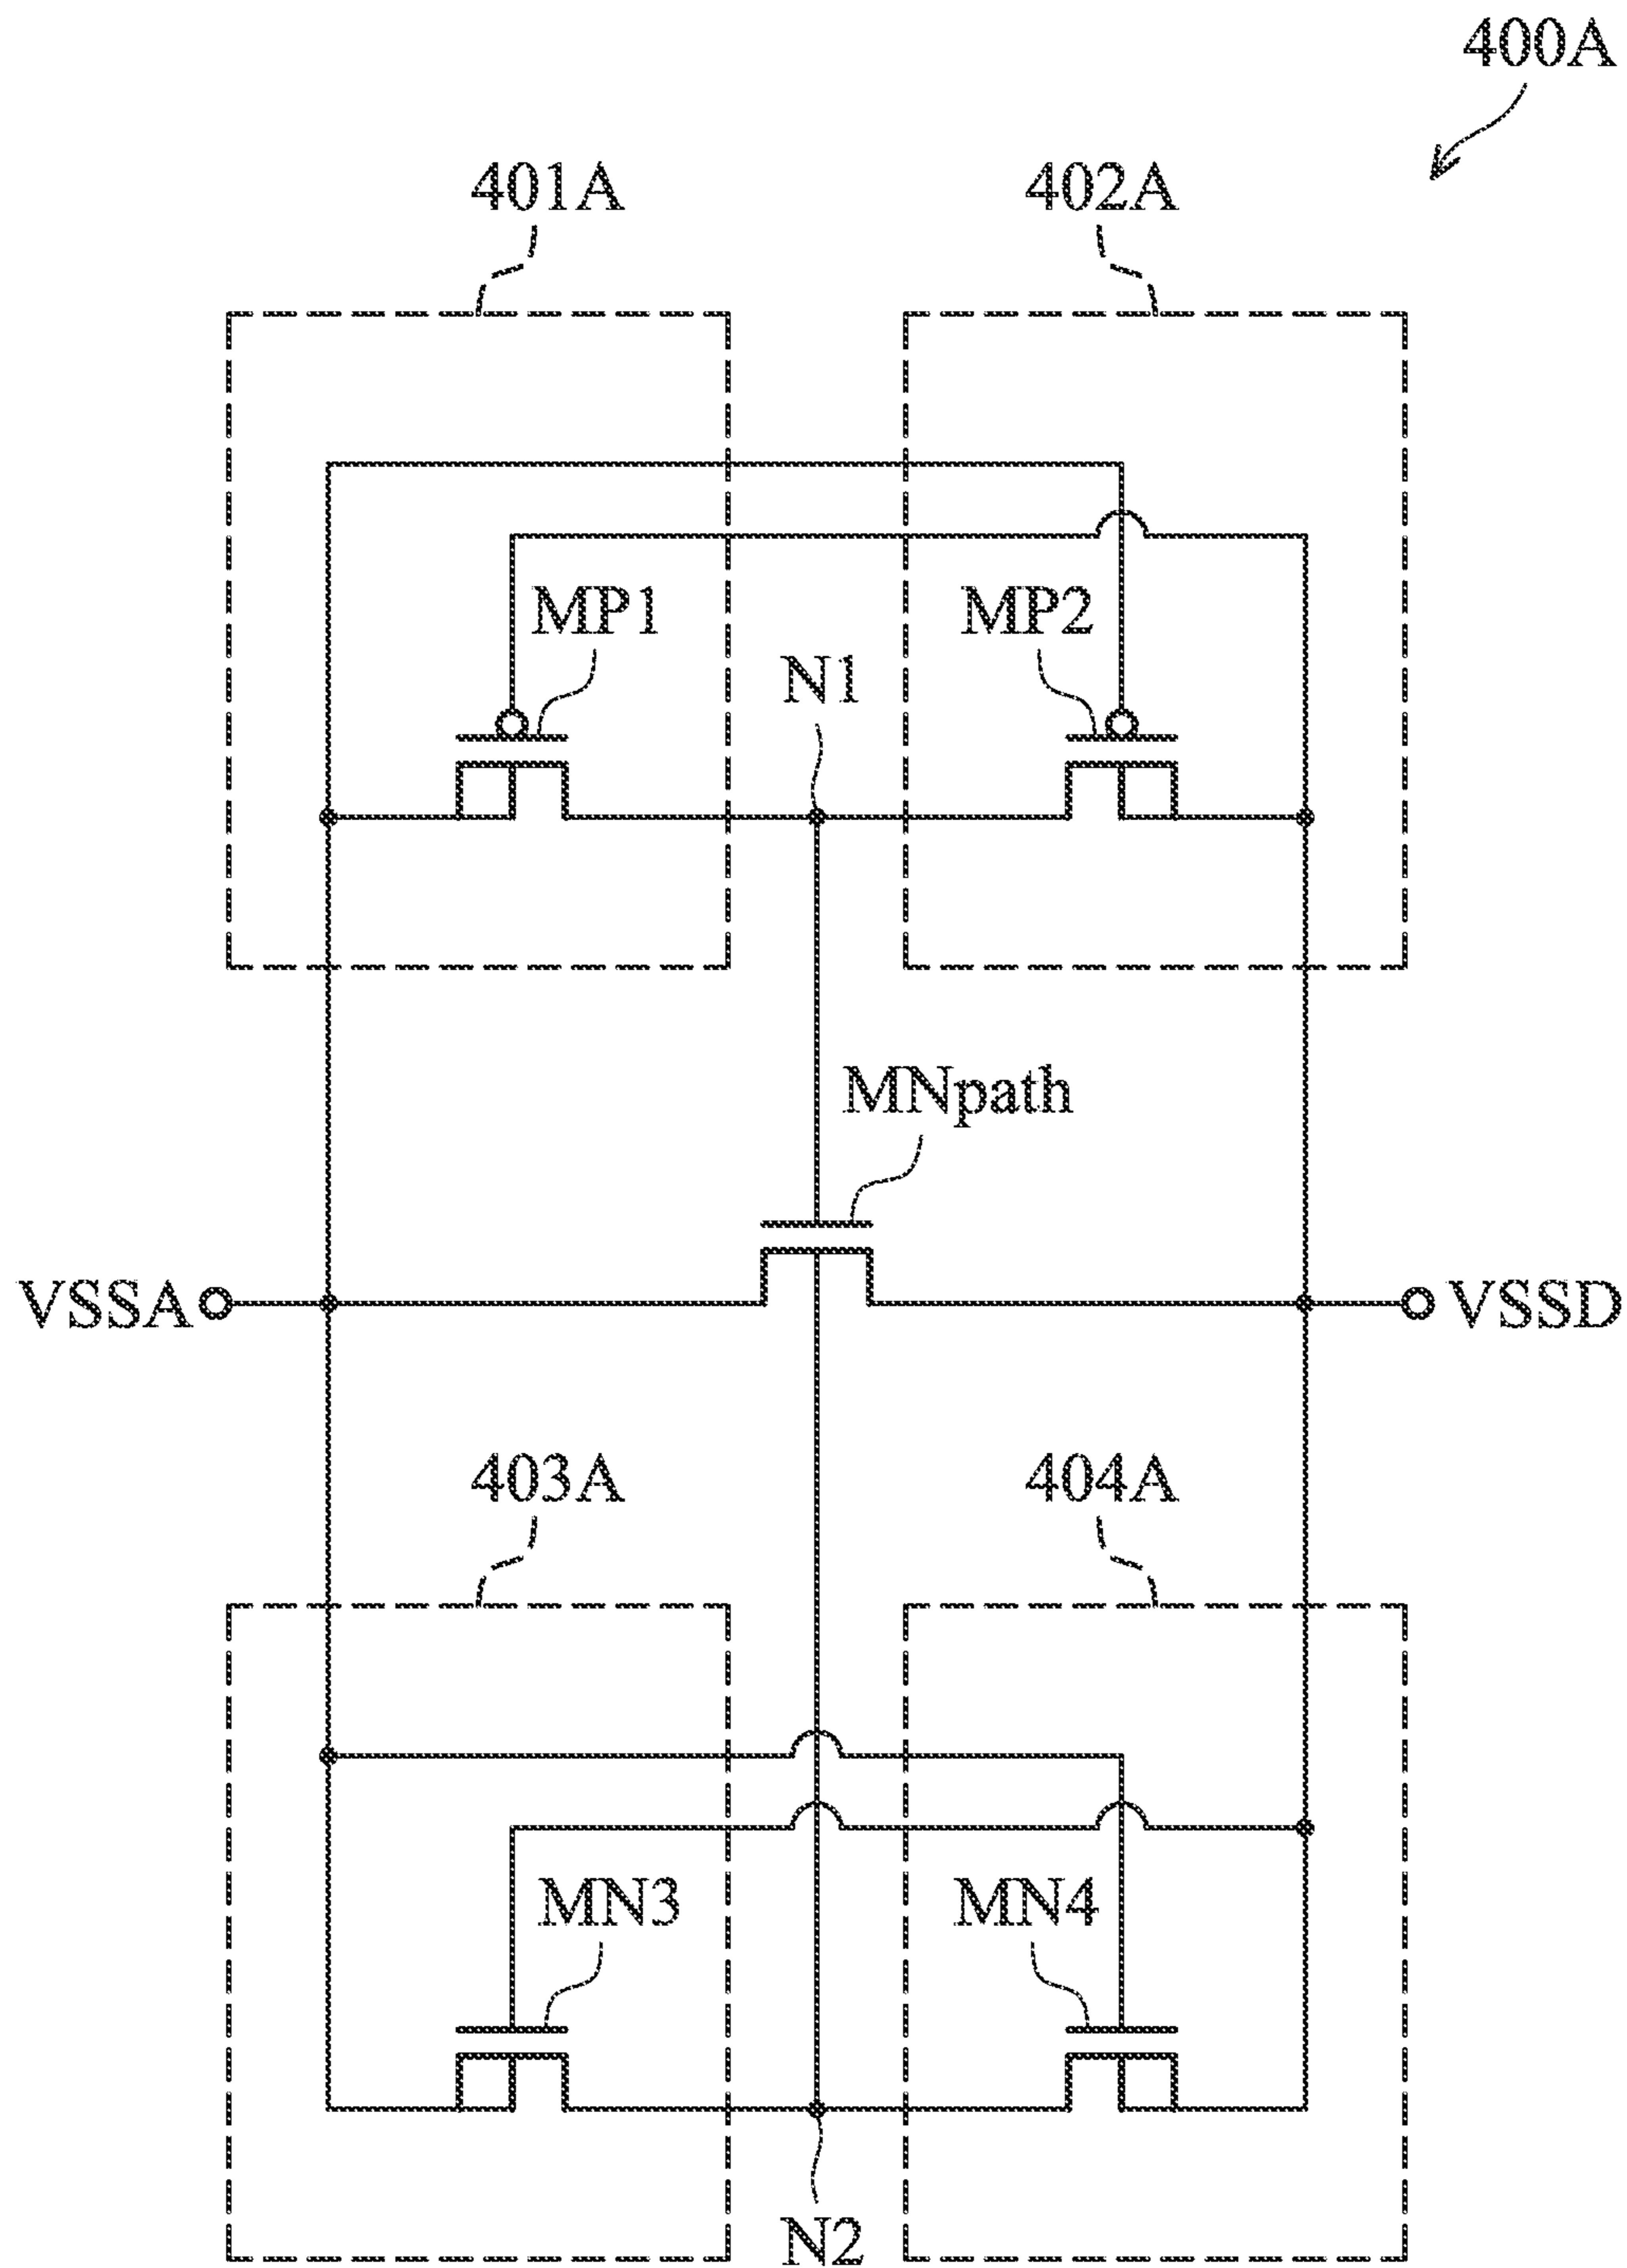 400A
401A
402A
MP1
MP2
N1
MNpath
VSSA
VSSD
403A
404A
MN3
MN4
N2